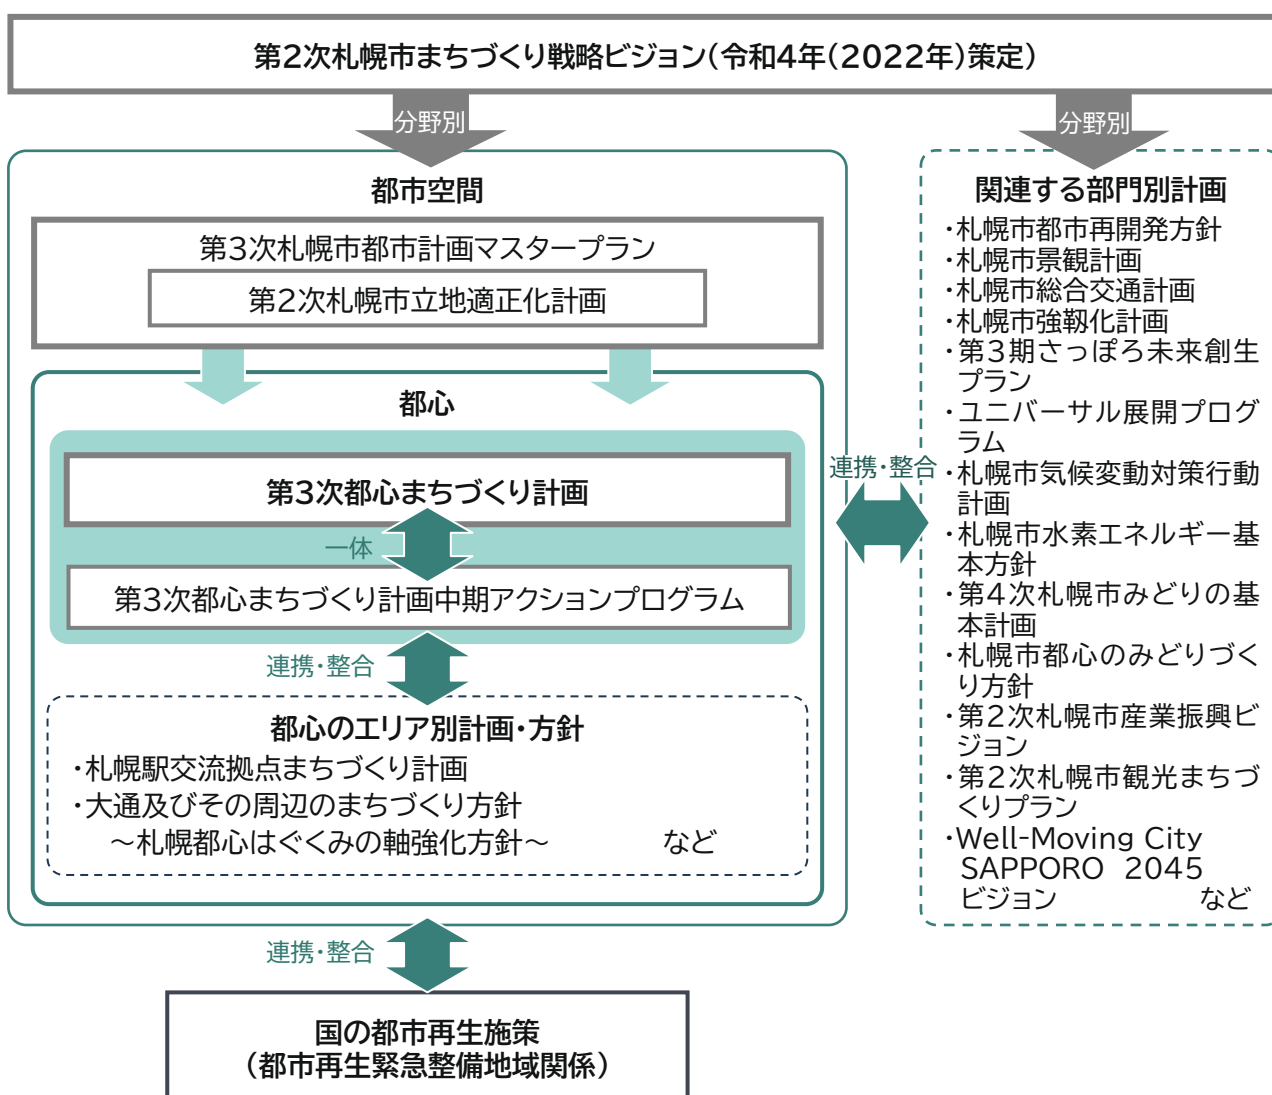 第2次札幌市まちづくり戦略ビジョン(令和4年(2022年)策定)
分野別
分野別
都市空間
第3次札幌市都市計画マスタープラン
第2次札幌市立地適正化計画
都心
第3次都心まちづくり計画
一体
第3次都心まちづくり計画中期アクションプログラム
連携・整合
都心のエリア別計画・方針
・札幌駅交流拠点まちづくり計画
・大通及びその周辺のまちづくり方針
～札幌都心はぐくみの軸強化方針～ など
連携・整合
国の都市再生施策
(都市再生緊急整備地域関係)
連携・整合
関連する部門別計画
・札幌市都市再開発方針
・札幌市景観計画
・札幌市総合交通計画
・札幌市強靱化計画
・第3期さっぽろ未来創生
プラン
・ユニバーサル展開プログ
ラム
・札幌市気候変動対策行動
計画
・札幌市水素エネルギー基
本方針
・第4次札幌市みどりの基
本計画
・札幌市都心のみどりづく
り方針
・第2次札幌市産業振興ビ
ジョン
・第2次札幌市観光まちづ
くりプラン
・Well-Moving City
SAPPORO 2045
ビジョン など